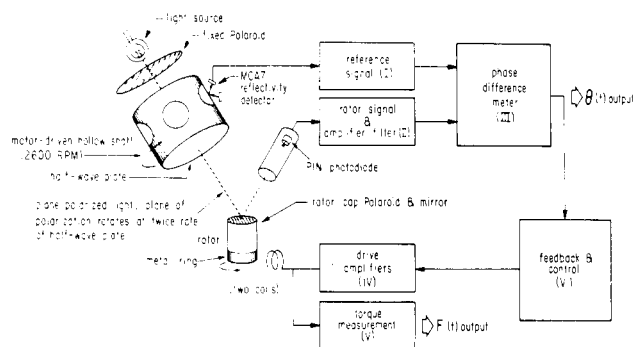 light source
fixed Polaroid
MCA7
reflectivity
detector
motor-driven hollow shaft
(2600 RPM)
half-wave plate
plane polarized light, plane of
polarization rotates at twice rate
of half-wave plate
PIN photodiode
rotor cap Polaroid & mirror
rotor
metal ring
(two coils)
reference
signal (I)
rotor signal
&
amplifier/filter (II)
phase
difference
meter
(III)
θ(t) output
feedback &
control
drive
amplifiers
(IV)
torque
measurement
(V)
F(t) output